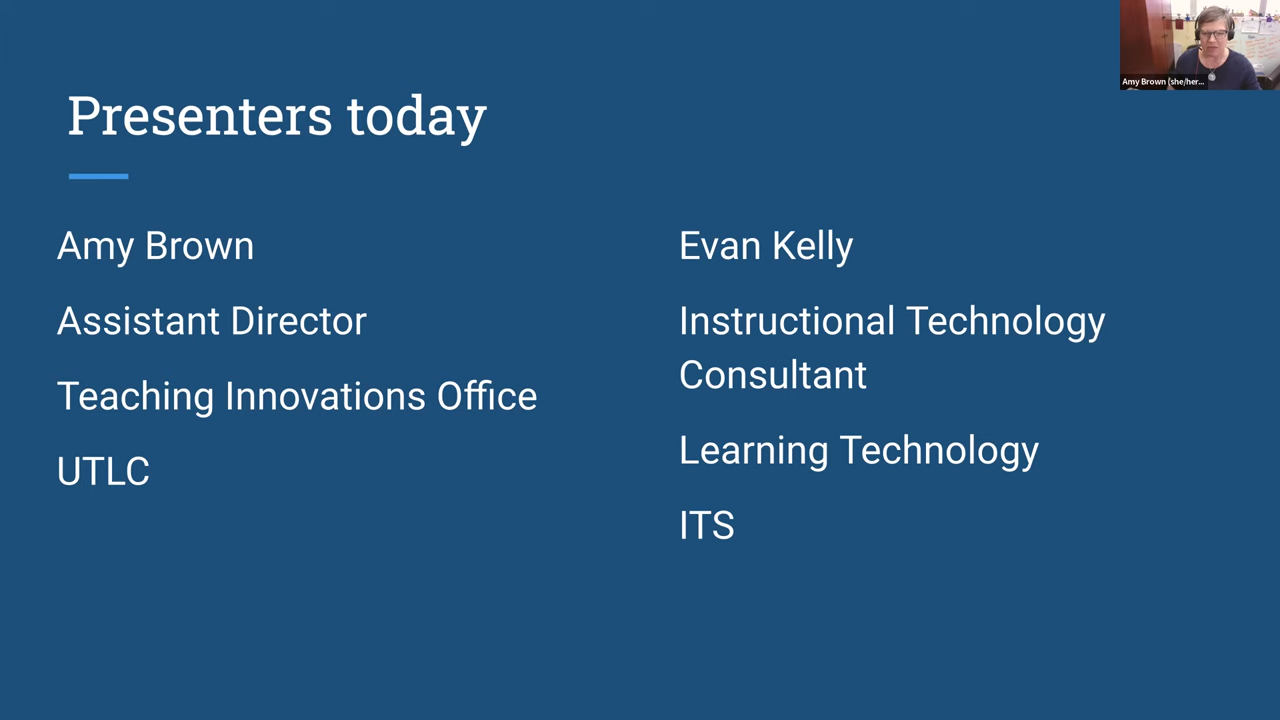 Presenters today
Amy Brown
Assistant Director
Teaching Innovations Office
UTLC
Evan Kelly
Instructional Technology
Consultant
Learning Technology
ITS
Amy Brown (she/her...